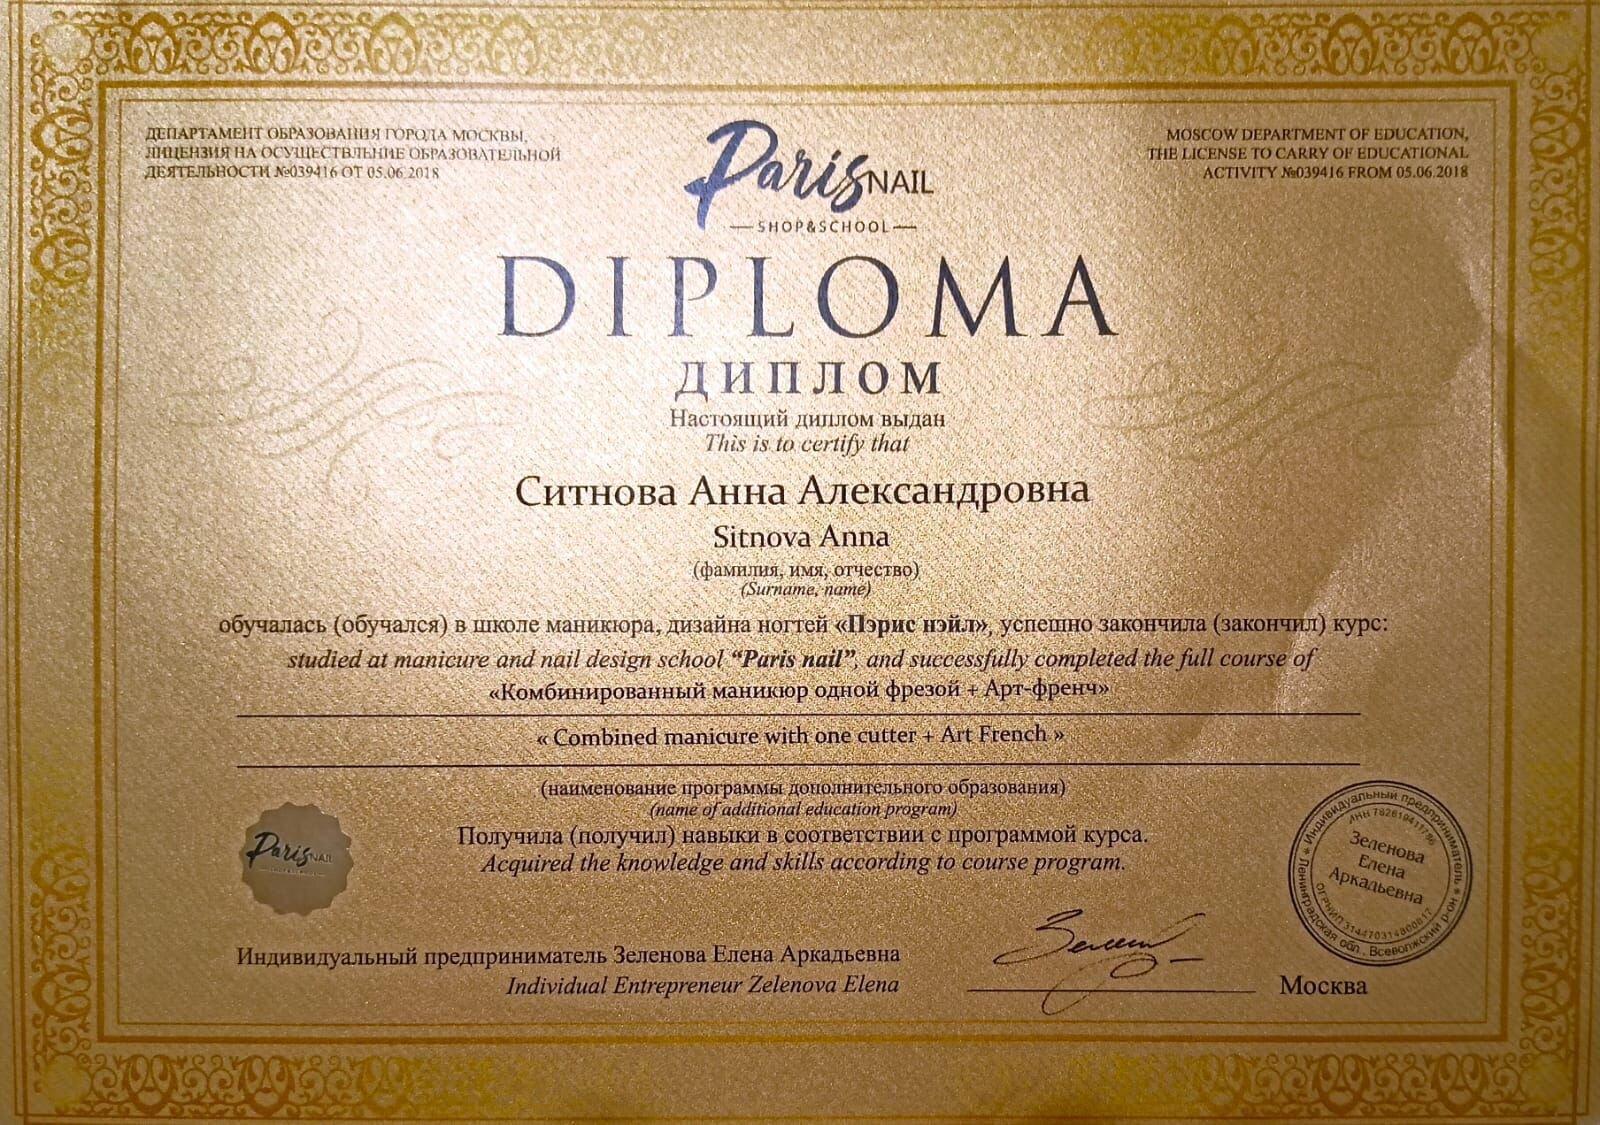 ДЕПАРТАМЕНТ ОБРАЗОВАНИЯ ГОРОДА МОСКВЫ,
ЛИЦЕНЗИЯ НА ОСУЩЕСТВЛЕНИЕ ОБРАЗОВАТЕЛЬНОЙ
ДЕЯТЕЛЬНОСТИ №039416 ОТ 05.06.2018
Paris NAIL
SHOP&SCHOOL
MOSCOW DEPARTMENT OF EDUCATION,
THE LICENSE TO CARRY OF EDUCATIONAL
ACTIVITY №039416 FROM 05.06.2018
DIPLOMA
ДИПЛОМ
Настоящий диплом выдан
This is to certify that
Ситнова Анна Александровна
Sitnova Anna
(фамилия, имя, отчество)
(Surname, name)
обучалась (обучался) в школе маникюра, дизайна ногтей «Пэрис нэйл», успешно закончила (закончил) курс:
studied at manicure and nail design school “Paris nail”, and successfully completed the full course of
«Комбинированный маникюр одной фрезой + Арт-френч»
« Combined manicure with one cutter + Art French »
(наименование программы дополнительного образования)
(name of additional education program)
Получила (получил) навыки в соответствии с программой курса.
Acquired the knowledge and skills according to course program.
Paris NAIL
Индивидуальный предприниматель Зеленова Елена Аркадьевна
Individual Entrepreneur Zelenova Elena
Москва
Индивидуальный предприниматель
Ленинградская обл., Всеволжский р-он
Зеленова
Елена
Аркадьевна